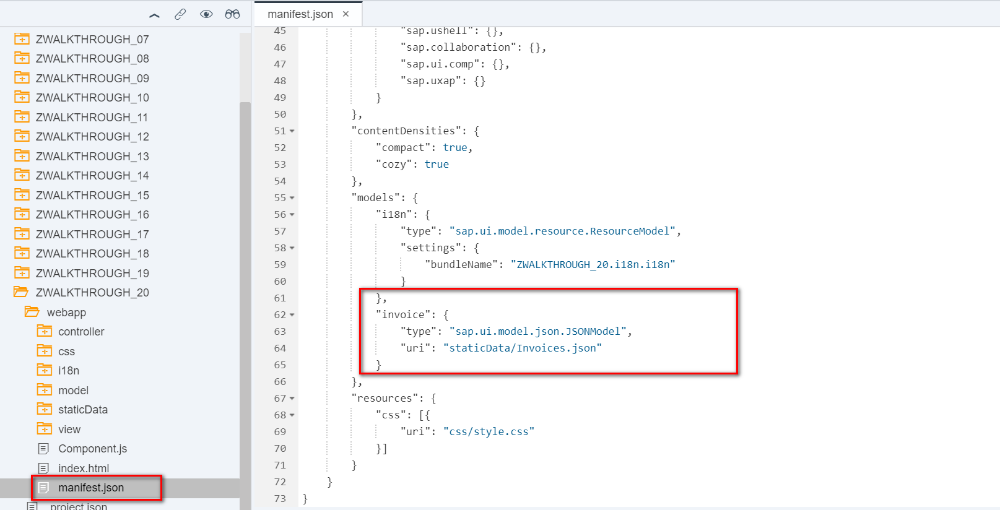 manifest.json ×
ZWALKTHROUGH_07
ZWALKTHROUGH_08
ZWALKTHROUGH_09
ZWALKTHROUGH_10
ZWALKTHROUGH_11
ZWALKTHROUGH_12
ZWALKTHROUGH_13
ZWALKTHROUGH_14
ZWALKTHROUGH_15
ZWALKTHROUGH_16
ZWALKTHROUGH_17
ZWALKTHROUGH_18
ZWALKTHROUGH_19
ZWALKTHROUGH_20
webapp
controller
css
i18n
model
staticData
view
Component.js
index.html
manifest.json
project.json
45 "sap.ushell": {},
46 "sap.collaboration": {},
47 "sap.ui.comp": {},
48 "sap.uxap": {}
49 }
50 },
51 "contentDensities": {
52 "compact": true,
53 "cozy": true
54 },
55 "models": {
56 "i18n": {
57 "type": "sap.ui.model.resource.ResourceModel",
58 "settings": {
59 "bundleName": "ZWALKTHROUGH_20.i18n.i18n"
60 }
61 },
62 "invoice": {
63 "type": "sap.ui.model.json.JSONModel",
64 "uri": "staticData/Invoices.json"
65 }
66 },
67 "resources": {
68 "css": [{
69 "uri": "css/style.css"
70 }]
71 }
72 }
73 }